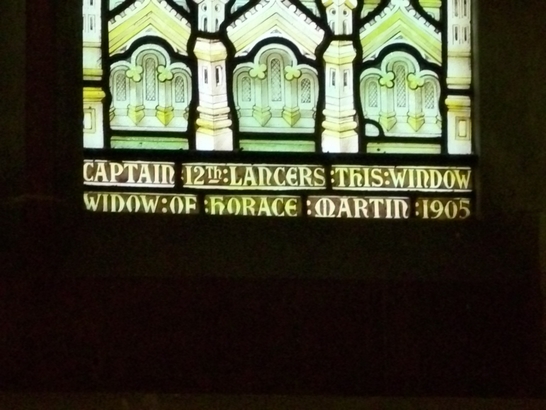 CAPTAIN 12th:LANCERS:THIS:WINDOW
WIDOW:OF:HORACE:MARTIN:1905